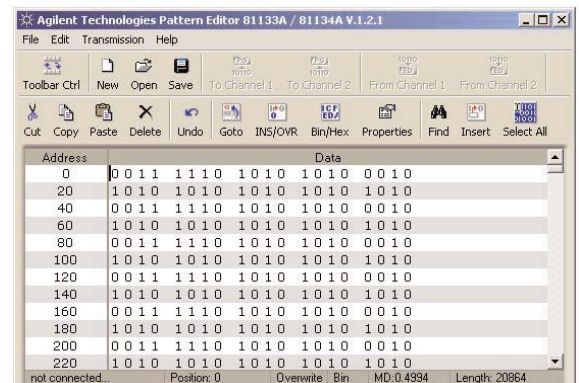 Agilent Technologies Pattern Editor 81133A / 81134A V.1.2.1
File Edit Transmission Help
Toolbar Ctrl New Open Save To Channel 1 To Channel 2 From Channel 1 From Channel 2
Cut Copy Paste Delete Undo Goto INS/OVR Bin/Hex Properties Find Insert Select All
Address Data
0 0 0 1 1 1 1 1 0 1 0 1 0 1 0 1 0 0 0 1 0
20 1 0 1 0 1 0 1 0 1 0 1 0 1 0 1 0 1 0 1 0
40 0 0 1 1 1 1 1 0 1 0 1 0 1 0 1 0 0 0 1 0
60 1 0 1 0 1 0 1 0 1 0 1 0 1 0 1 0 1 0 1 0
80 0 0 1 1 1 1 1 0 1 0 1 0 1 0 1 0 0 0 1 0
100 1 0 1 0 1 0 1 0 1 0 1 0 1 0 1 0 1 0 1 0
120 0 0 1 1 1 1 1 0 1 0 1 0 1 0 1 0 0 0 1 0
140 1 0 1 0 1 0 1 0 1 0 1 0 1 0 1 0 1 0 1 0
160 0 0 1 1 1 1 1 0 1 0 1 0 1 0 1 0 0 0 1 0
180 1 0 1 0 1 0 1 0 1 0 1 0 1 0 1 0 1 0 1 0
200 0 0 1 1 1 1 1 0 1 0 1 0 1 0 1 0 0 0 1 0
220 1 0 1 0 1 0 1 0 1 0 1 0 1 0 1 0 1 0 1 0
not connected... Position: 0 Overwrite Bin MD:0.4994 Length: 20864